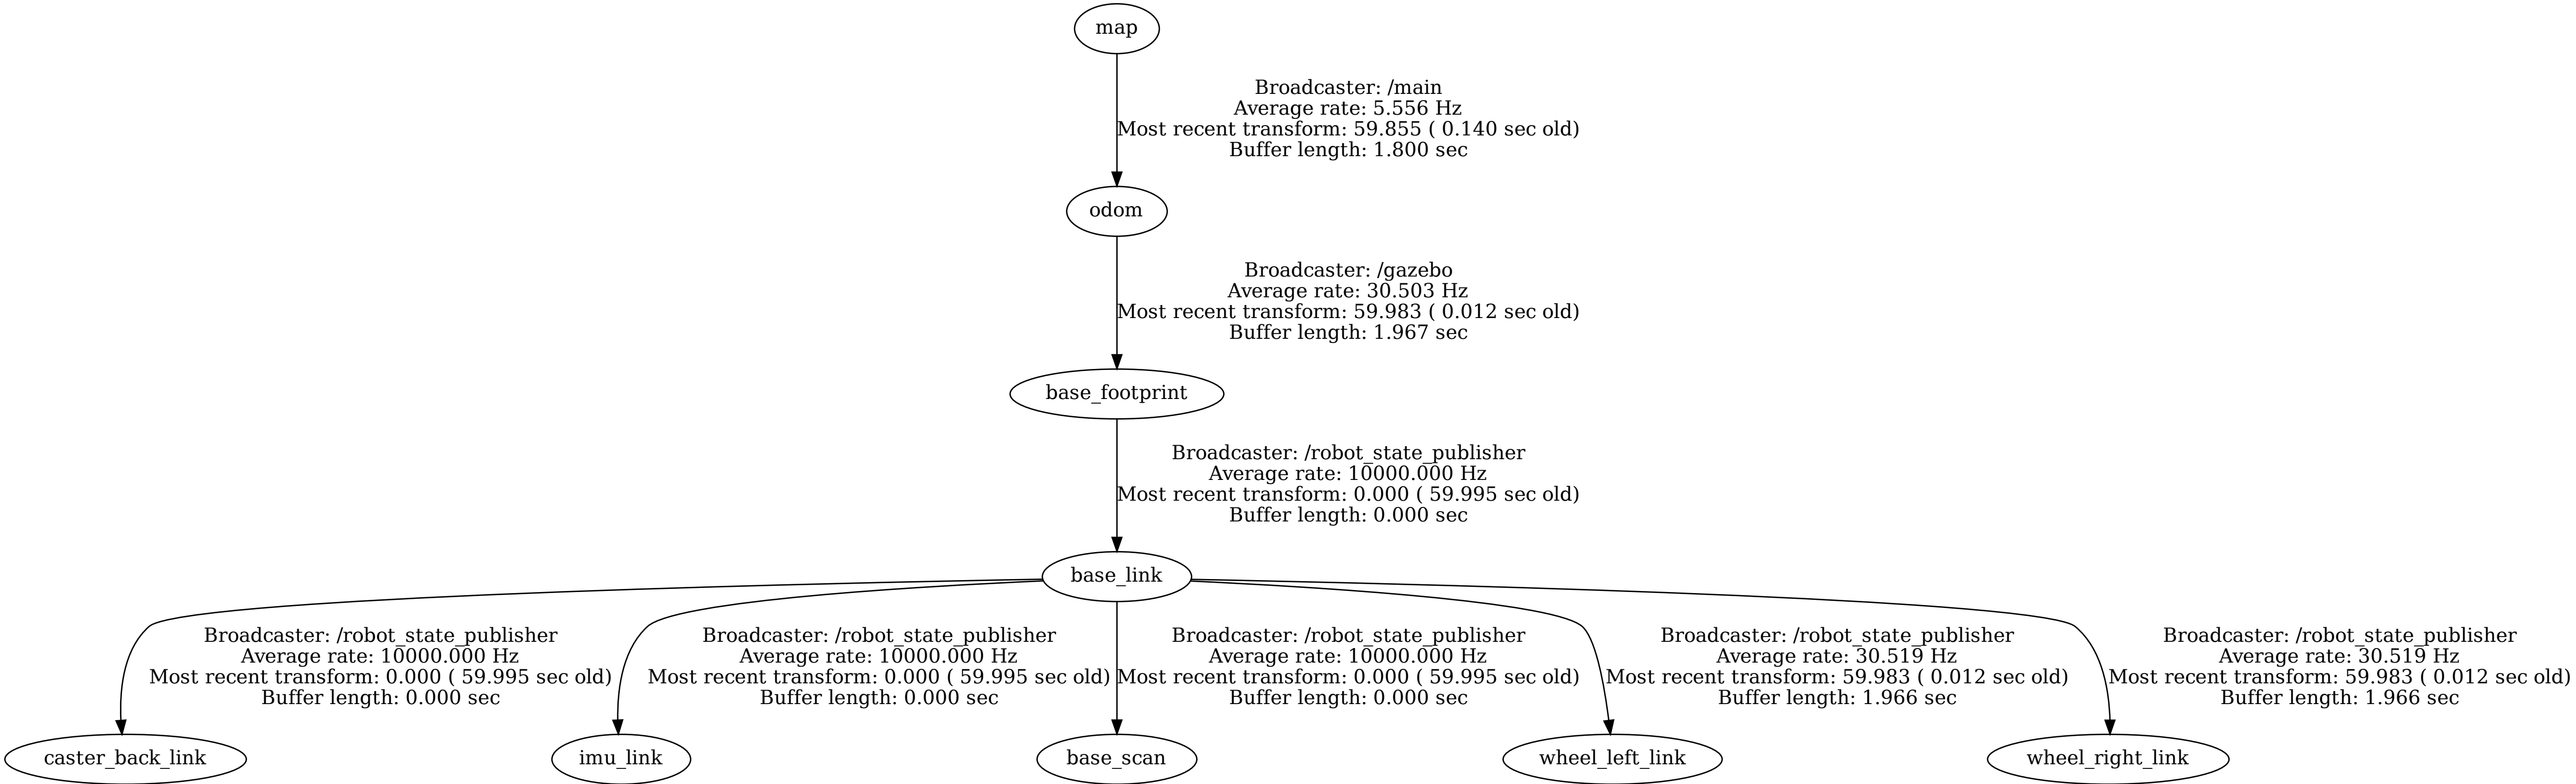 map
Broadcaster: /main
Average rate: 5.556 Hz
Most recent transform: 59.855 ( 0.140 sec old)
Buffer length: 1.800 sec
odom
Broadcaster: /gazebo
Average rate: 30.503 Hz
Most recent transform: 59.983 ( 0.012 sec old)
Buffer length: 1.967 sec
base_footprint
Broadcaster: /robot_state_publisher
Average rate: 10000.000 Hz
Most recent transform: 0.000 ( 59.995 sec old)
Buffer length: 0.000 sec
base_link
Broadcaster: /robot_state_publisher
Average rate: 10000.000 Hz
Most recent transform: 0.000 ( 59.995 sec old)
Buffer length: 0.000 sec
Broadcaster: /robot_state_publisher
Average rate: 10000.000 Hz
Most recent transform: 0.000 ( 59.995 sec old)
Buffer length: 0.000 sec
Broadcaster: /robot_state_publisher
Average rate: 10000.000 Hz
Most recent transform: 0.000 ( 59.995 sec old)
Buffer length: 0.000 sec
Broadcaster: /robot_state_publisher
Average rate: 30.519 Hz
Most recent transform: 59.983 ( 0.012 sec old)
Buffer length: 1.966 sec
Broadcaster: /robot_state_publisher
Average rate: 30.519 Hz
Most recent transform: 59.983 ( 0.012 sec old)
Buffer length: 1.966 sec
caster_back_link
imu_link
base_scan
wheel_left_link
wheel_right_link